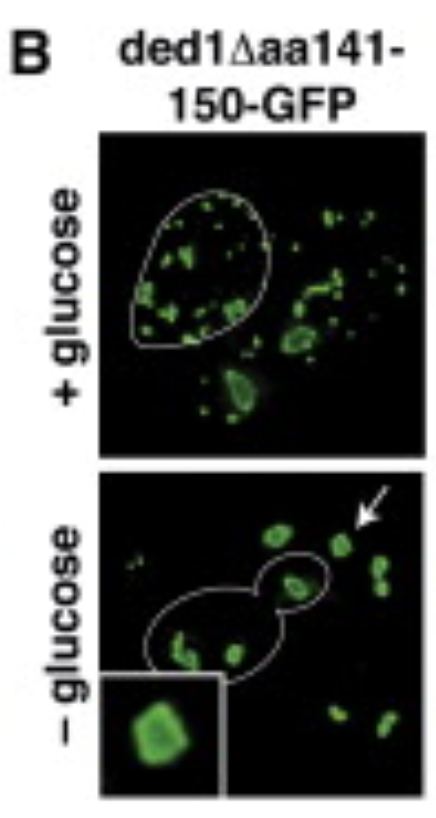 B
ded1Δaa141-
150-GFP
+ glucose
− glucose